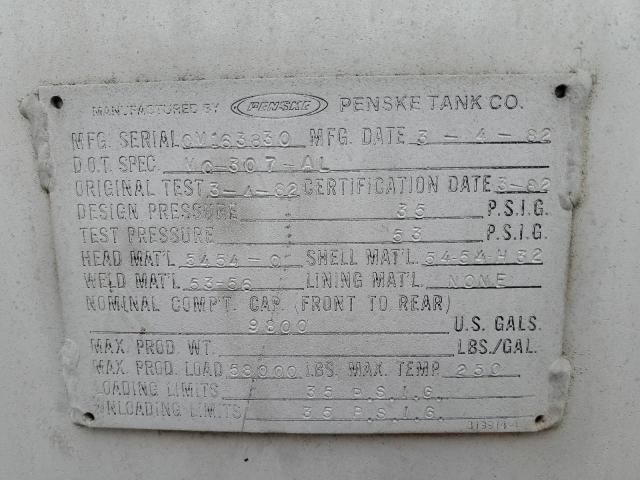 MANUFACTURED BY PENSKE PENSKE TANK CO.
MFG. SERIAL CM163830 MFG. DATE 3-4-82
D.O.T. SPEC. MC-307-AL
ORIGINAL TEST 3-4-82 CERTIFICATION DATE 3-82
DESIGN PRESSURE 35 P.S.I.G.
TEST PRESSURE 53 P.S.I.G.
HEAD MAT'L 5454-0 SHELL MAT'L 54-54-H32
WELD MAT'L 53-56 LINING MAT'L NONE
NOMINAL COMP'T. CAP. (FRONT TO REAR)
9800 U.S. GALS.
MAX. PROD. WT. LBS./GAL.
MAX. PROD. LOAD 58000 LBS. MAX. TEMP. 250
LOADING LIMITS 35 P.S.I.G.
UNLOADING LIMITS 35 P.S.I.G.